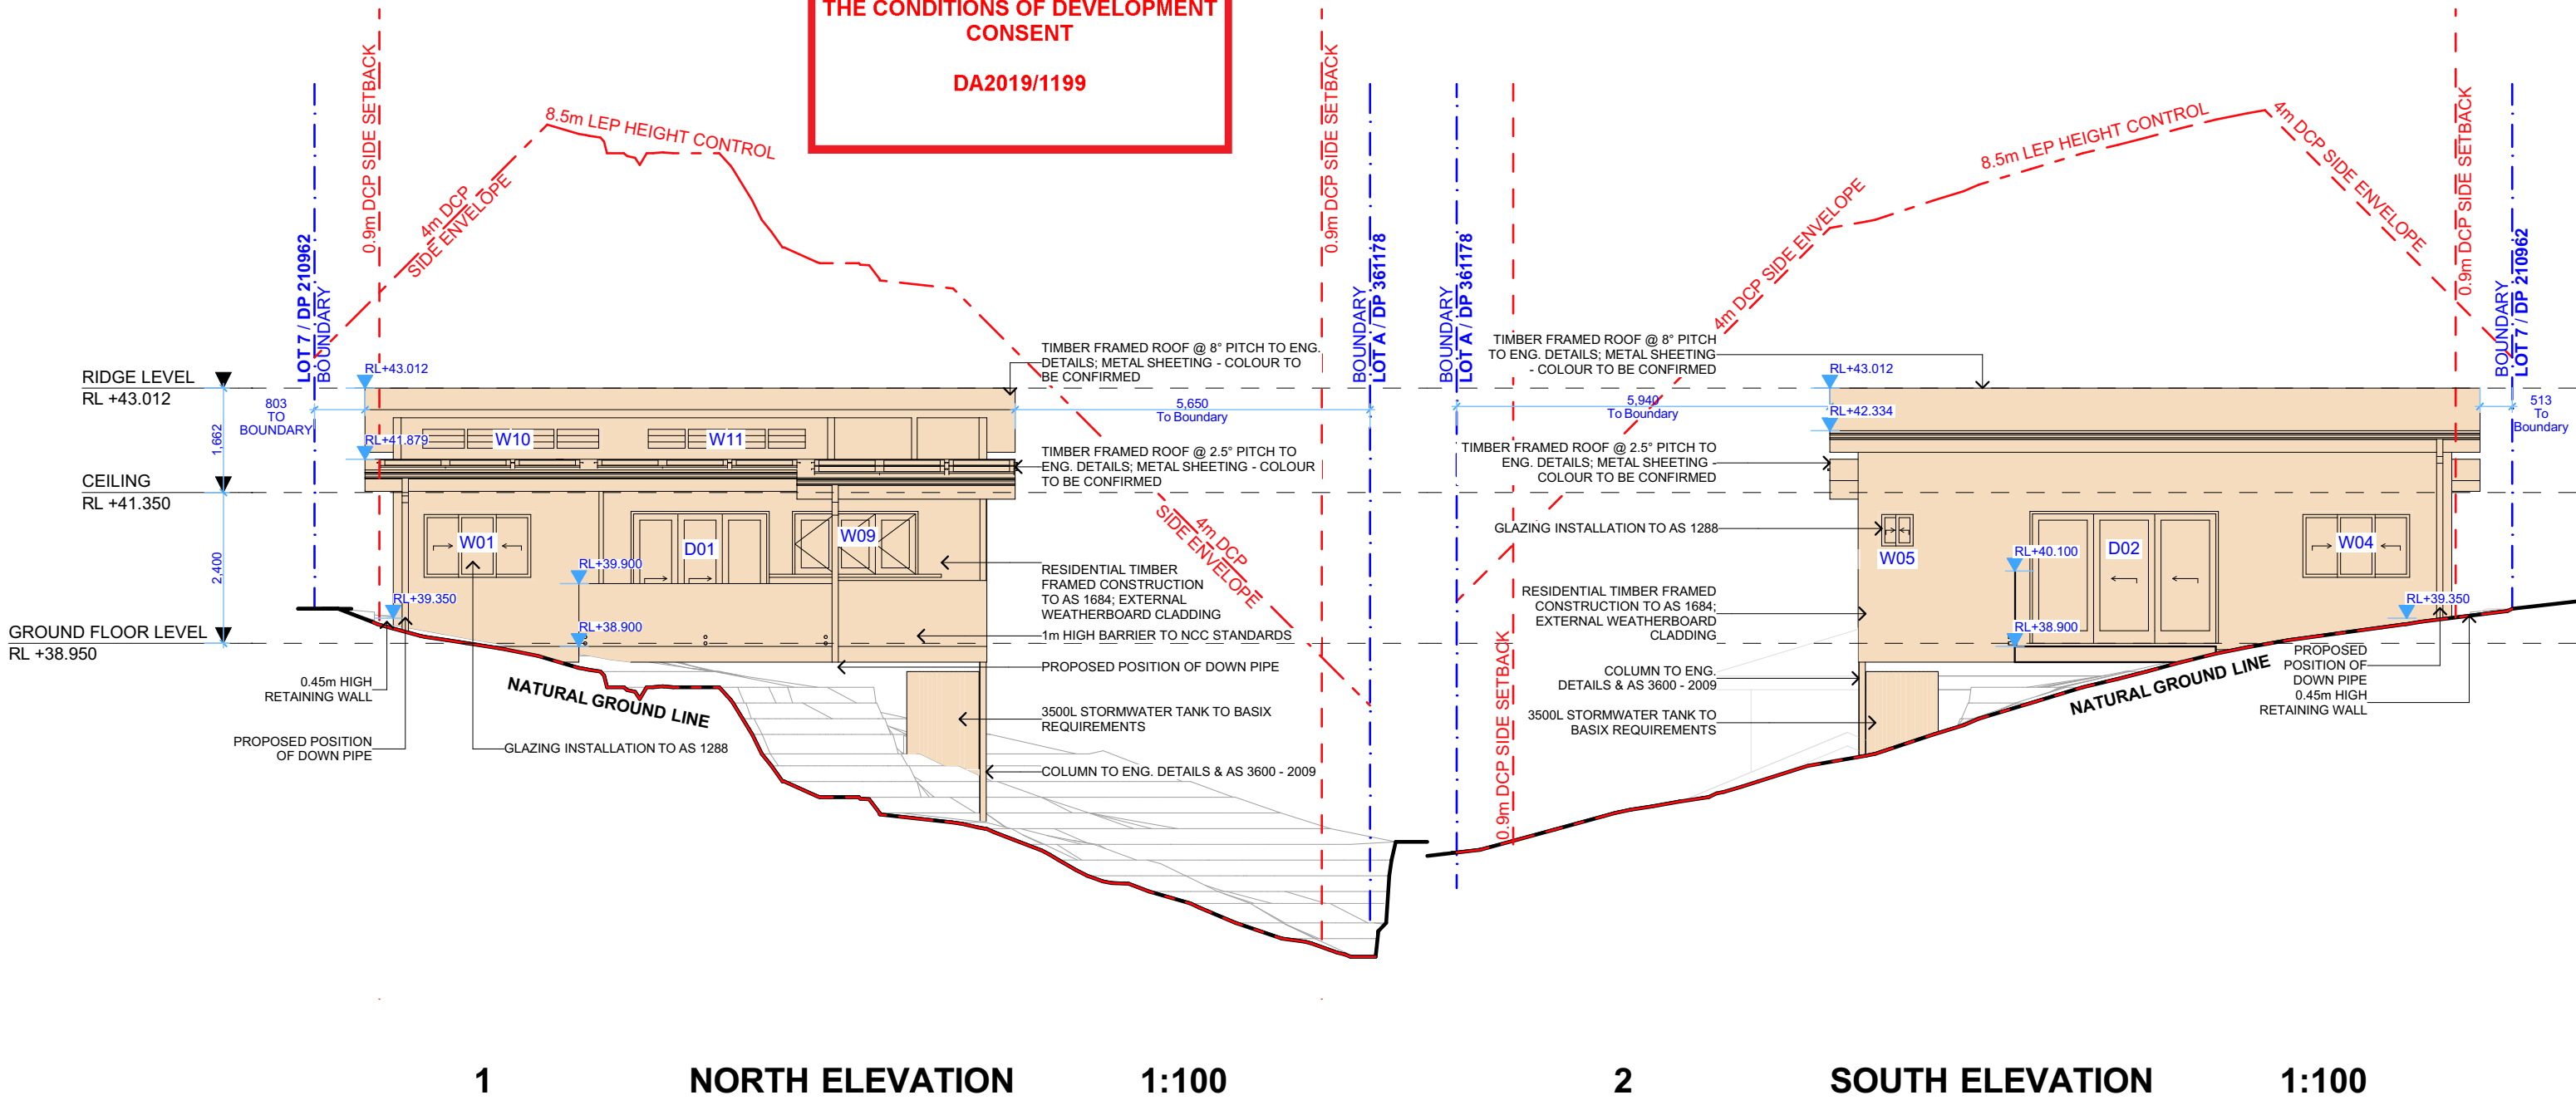 THE CONDITIONS OF DEVELOPMENT
CONSENT
DA2019/1199
0.9m DCP SIDE SETBACK
8.5m LEP HEIGHT CONTROL
4m DCP
SIDE ENVELOPE
LOT 7 / DP 210962
BOUNDARY
0.9m DCP SIDE SETBACK
BOUNDARY
LOT A / DP 361178
RIDGE LEVEL
RL +43.012
CEILING
RL +41.350
GROUND FLOOR LEVEL
RL +38.950
1,662
2,400
803
TO
BOUNDARY
RL+43.012
RL+41.879
5,650
To Boundary
W10
W11
W01
D01
W09
RL+39.900
RL+39.350
RL+38.900
TIMBER FRAMED ROOF @ 8° PITCH TO ENG.
DETAILS; METAL SHEETING - COLOUR TO
BE CONFIRMED
TIMBER FRAMED ROOF @ 2.5° PITCH TO
ENG. DETAILS; METAL SHEETING - COLOUR
TO BE CONFIRMED
4m DCP
SIDE ENVELOPE
RESIDENTIAL TIMBER
FRAMED CONSTRUCTION
TO AS 1684; EXTERNAL
WEATHERBOARD CLADDING
1m HIGH BARRIER TO NCC STANDARDS
PROPOSED POSITION OF DOWN PIPE
3500L STORMWATER TANK TO BASIX
REQUIREMENTS
COLUMN TO ENG. DETAILS & AS 3600 - 2009
0.45m HIGH
RETAINING WALL
PROPOSED POSITION
OF DOWN PIPE
NATURAL GROUND LINE
GLAZING INSTALLATION TO AS 1288
1 NORTH ELEVATION 1:100
BOUNDARY
LOT A / DP 361178
0.9m DCP SIDE SETBACK
4m DCP SIDE ENVELOPE
8.5m LEP HEIGHT CONTROL
4m DCP SIDE ENVELOPE
0.9m DCP SIDE SETBACK
BOUNDARY
LOT 7 / DP 210962
TIMBER FRAMED ROOF @ 8° PITCH
TO ENG. DETAILS; METAL SHEETING
- COLOUR TO BE CONFIRMED
5,940
To Boundary
RL+43.012
RL+42.334
513
To
Boundary
TIMBER FRAMED ROOF @ 2.5° PITCH TO
ENG. DETAILS; METAL SHEETING -
COLOUR TO BE CONFIRMED
GLAZING INSTALLATION TO AS 1288
W05
RL+40.100
D02
W04
RL+38.900
RL+39.350
RESIDENTIAL TIMBER FRAMED
CONSTRUCTION TO AS 1684;
EXTERNAL WEATHERBOARD
CLADDING
COLUMN TO ENG.
DETAILS & AS 3600 - 2009
3500L STORMWATER TANK TO
BASIX REQUIREMENTS
NATURAL GROUND LINE
PROPOSED
POSITION OF
DOWN PIPE
0.45m HIGH
RETAINING WALL
2 SOUTH ELEVATION 1:100